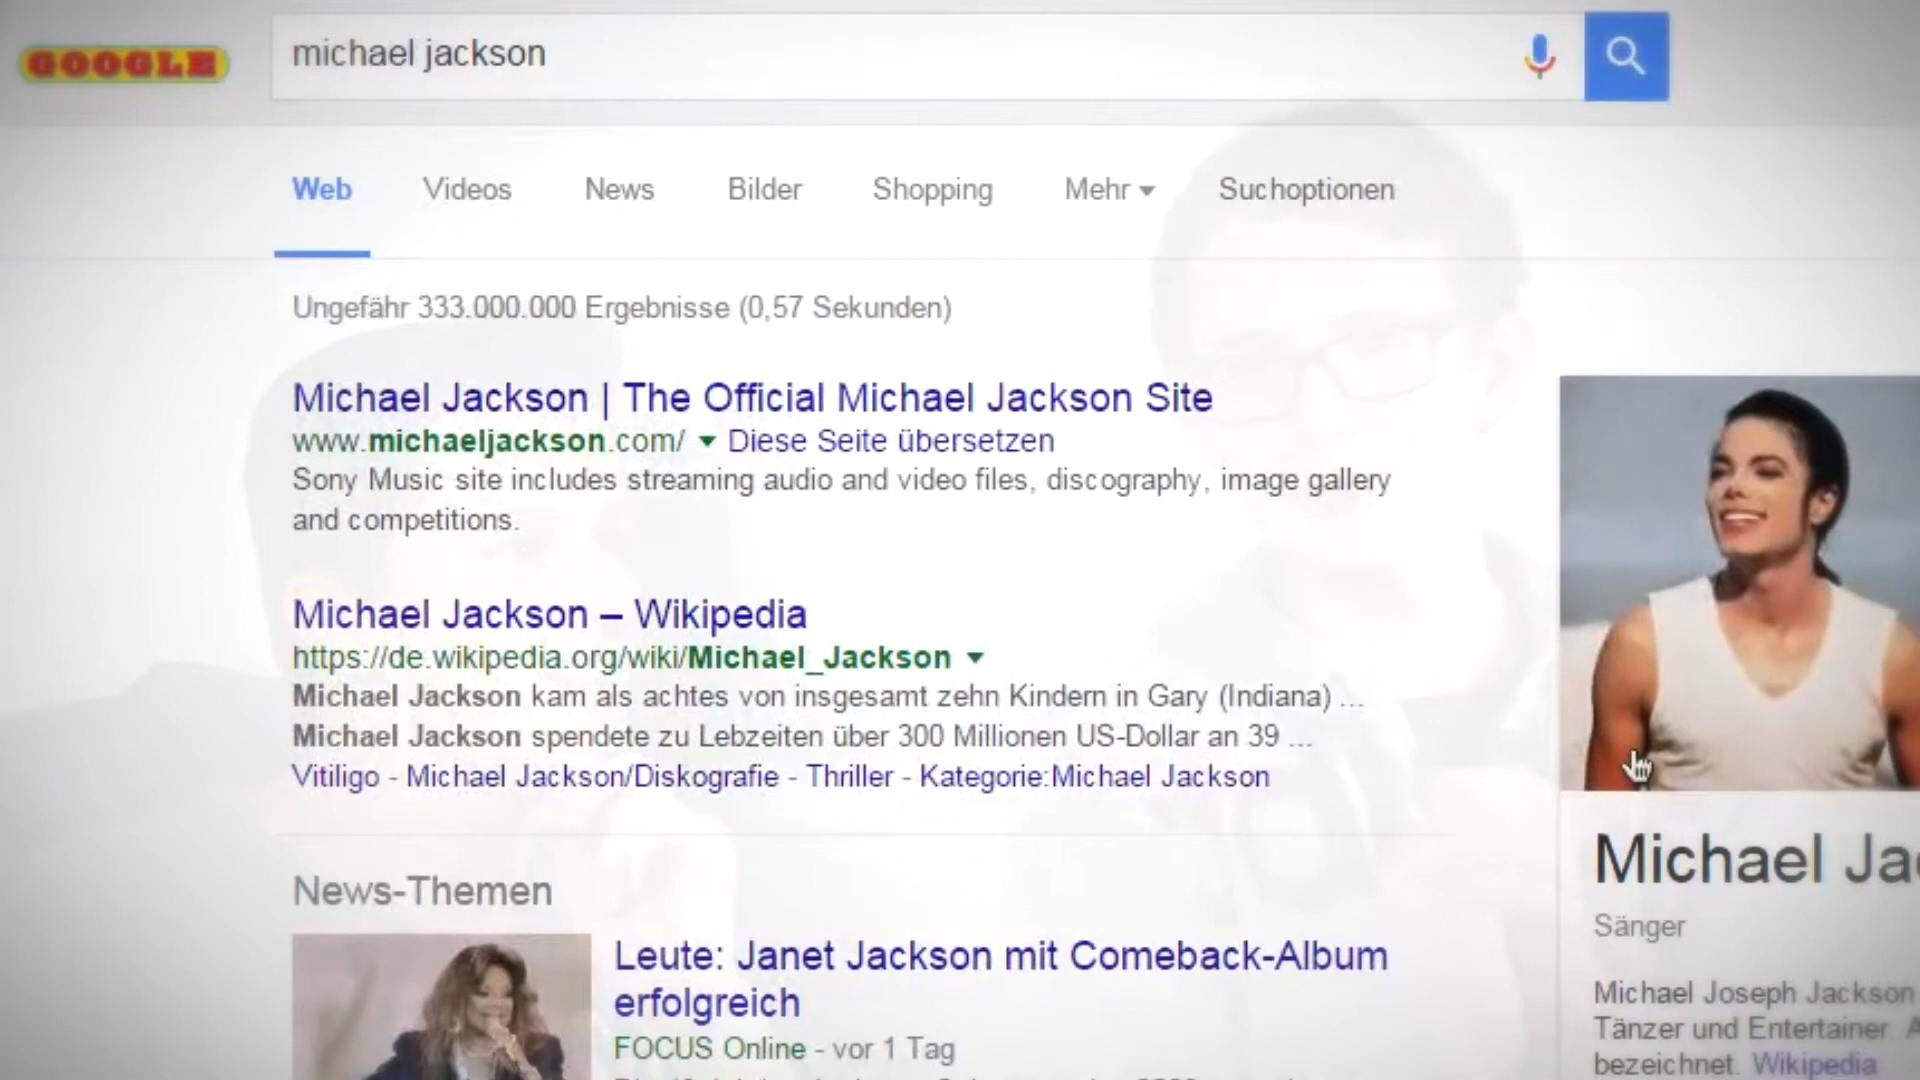 GOOGLE
michael jackson
Web Videos News Bilder Shopping Mehr Suchoptionen
Ungefähr 333.000.000 Ergebnisse (0,57 Sekunden)
Michael Jackson | The Official Michael Jackson Site
www.michaeljackson.com/ Diese Seite übersetzen
Sony Music site includes streaming audio and video files, discography, image gallery
and competitions.
Michael Jackson – Wikipedia
https://de.wikipedia.org/wiki/Michael_Jackson
Michael Jackson kam als achtes von insgesamt zehn Kindern in Gary (Indiana) ...
Michael Jackson spendete zu Lebzeiten über 300 Millionen US-Dollar an 39 ...
Vitiligo - Michael Jackson/Diskografie - Thriller - Kategorie:Michael Jackson
News-Themen
Leute: Janet Jackson mit Comeback-Album
erfolgreich
FOCUS Online - vor 1 Tag
Michael Ja
Sänger
Michael Joseph Jackson
Tänzer und Entertainer. A
bezeichnet. Wikipedia